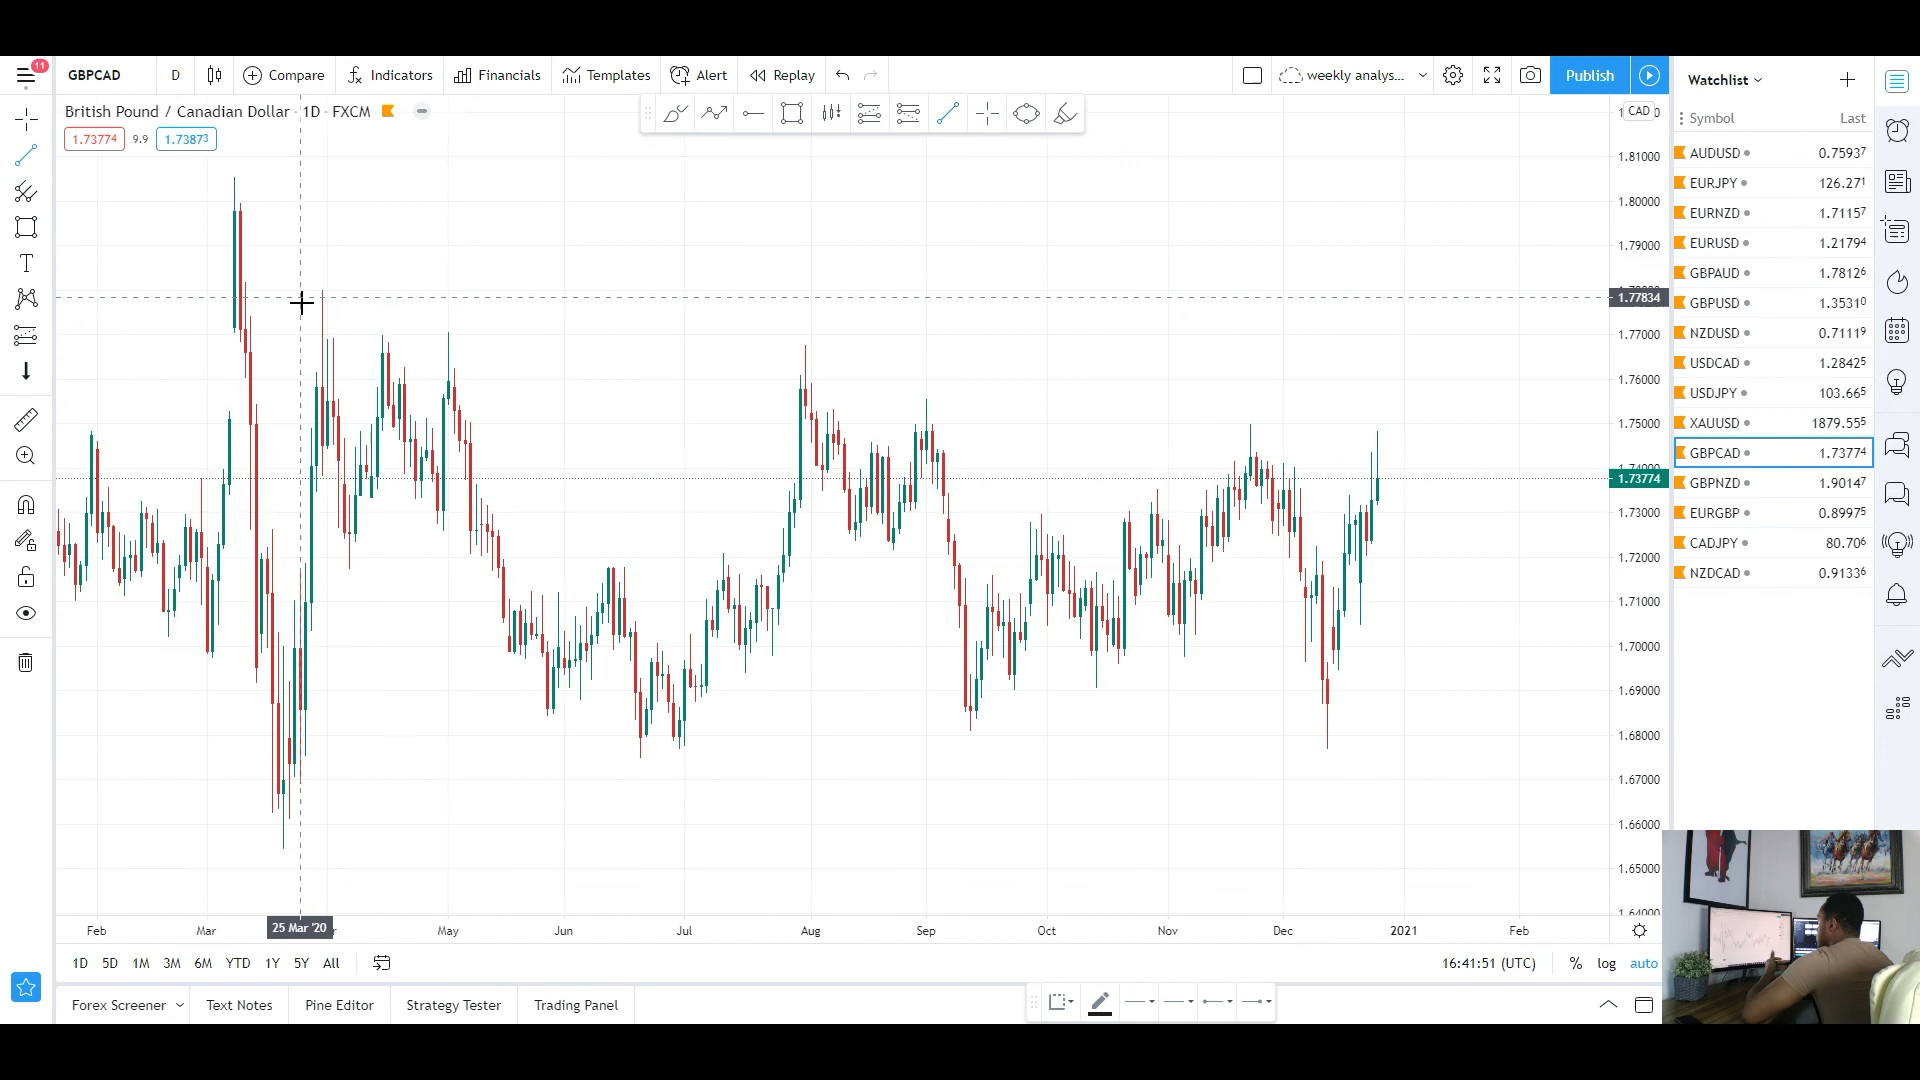 11
GBPCAD D Compare Indicators Financials Templates Alert Replay weekly analys... Publish
British Pound / Canadian Dollar · 1D · FXCM
1.73774 9.9 1.73873
CAD
1.81000
1.80000
1.79000
1.77834
1.77000
1.76000
1.75000
1.74000
1.73774
1.73000
1.72000
1.71000
1.70000
1.69000
1.68000
1.67000
1.66000
1.65000
1.64000
Feb Mar 25 Mar '20 May Jun Jul Aug Sep Oct Nov Dec 2021 Feb
1D 5D 1M 3M 6M YTD 1Y 5Y All 16:41:51 (UTC) % log auto
Forex Screener Text Notes Pine Editor Strategy Tester Trading Panel
Watchlist
Symbol Last
AUDUSD 0.75937
EURJPY 126.271
EURNZD 1.71157
EURUSD 1.21794
GBPAUD 1.78126
GBPUSD 1.35310
NZDUSD 0.71119
USDCAD 1.28425
USDJPY 103.665
XAUUSD 1879.555
GBPCAD 1.73774
GBPNZD 1.90147
EURGBP 0.89975
CADJPY 80.706
NZDCAD 0.91336